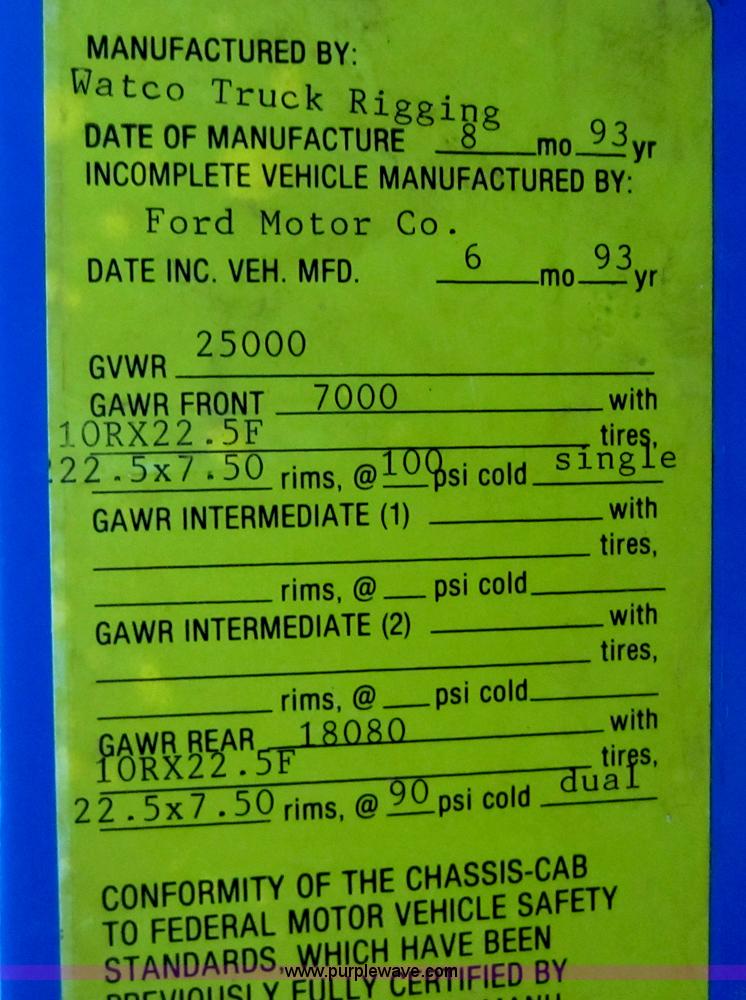 MANUFACTURED BY:
Watco Truck Rigging
DATE OF MANUFACTURE 8 mo 93 yr
INCOMPLETE VEHICLE MANUFACTURED BY:
Ford Motor Co.
DATE INC. VEH. MFD. 6 mo 93 yr
GVWR 25000
GAWR FRONT 7000 with
10RX22.5F tires,
22.5x7.50 rims, @ 100 psi cold single
GAWR INTERMEDIATE (1) with
tires,
rims, @ psi cold
GAWR INTERMEDIATE (2) with
tires,
rims, @ psi cold
GAWR REAR 18080 with
10RX22.5F tires,
22.5x7.50 rims, @ 90 psi cold dual
CONFORMITY OF THE CHASSIS-CAB
TO FEDERAL MOTOR VEHICLE SAFETY
STANDARDS, WHICH HAVE BEEN
www.purplewave.com
PREVIOUSLY FULLY CERTIFIED BY